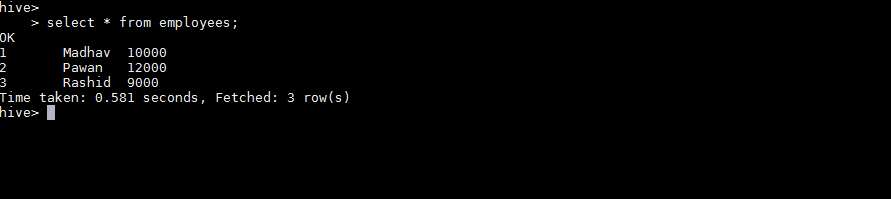 hive>
    > select * from employees;
OK
1       Madhav  10000
2       Pawan   12000
3       Rashid  9000
Time taken: 0.581 seconds, Fetched: 3 row(s)
hive>